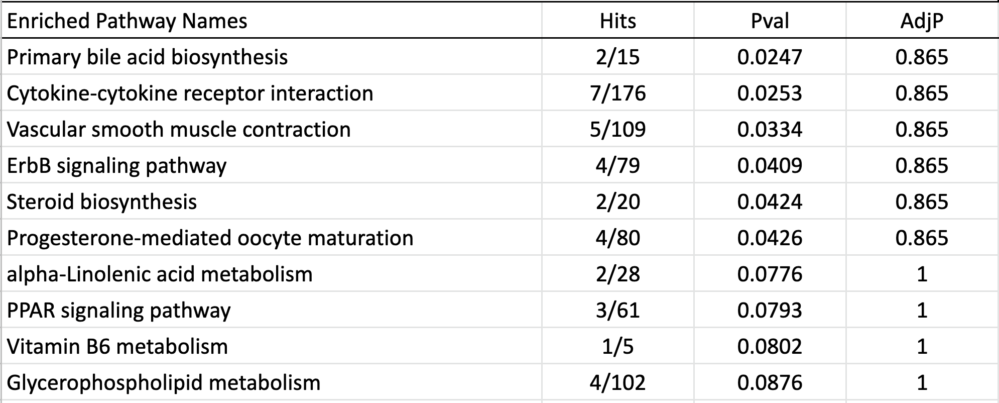 Enriched Pathway Names Hits Pval AdjP
Primary bile acid biosynthesis 2/15 0.0247 0.865
Cytokine-cytokine receptor interaction 7/176 0.0253 0.865
Vascular smooth muscle contraction 5/109 0.0334 0.865
ErbB signaling pathway 4/79 0.0409 0.865
Steroid biosynthesis 2/20 0.0424 0.865
Progesterone-mediated oocyte maturation 4/80 0.0426 0.865
alpha-Linolenic acid metabolism 2/28 0.0776 1
PPAR signaling pathway 3/61 0.0793 1
Vitamin B6 metabolism 1/5 0.0802 1
Glycerophospholipid metabolism 4/102 0.0876 1